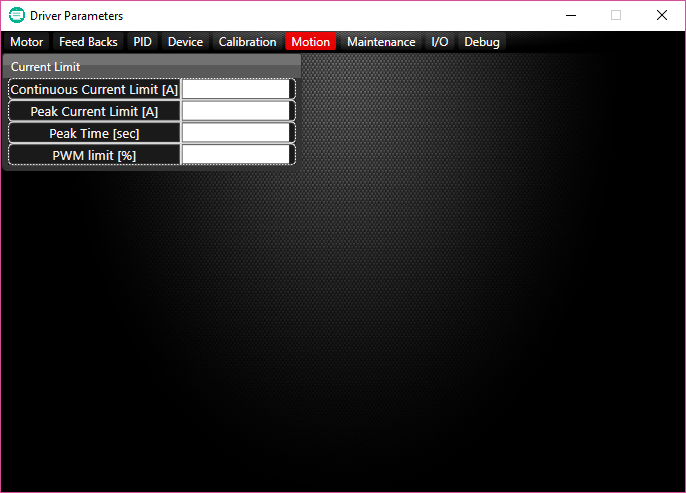 Driver Parameters
Motor Feed Backs PID Device Calibration Motion Maintenance I/O Debug
Current Limit
Continuous Current Limit [A]
Peak Current Limit [A]
Peak Time [sec]
PWM limit [%]